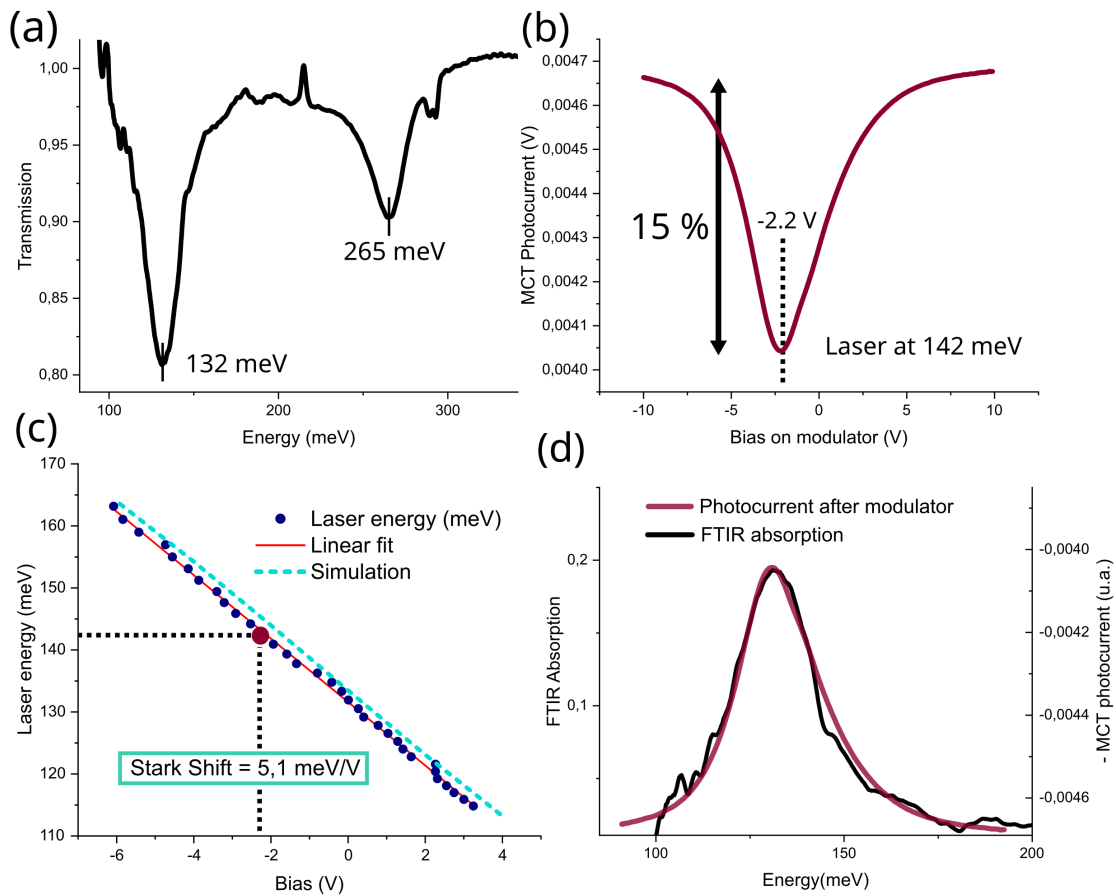 (a)
1,00
0,95
0,90
0,85
0,80
Transmission
265 meV
132 meV
100
200
300
Energy (meV)
(b)
0,0047
0,0046
0,0045
0,0044
0,0043
0,0042
0,0041
0,0040
MCT Photocurrent (V)
15 %
-2.2 V
Laser at 142 meV
-10
-5
0
5
10
Bias on modulator (V)
(c)
170
160
150
140
130
120
110
Laser energy (meV)
Laser energy (meV)
Linear fit
Simulation
Stark Shift = 5,1 meV/V
-6
-4
-2
0
2
4
Bias (V)
(d)
Photocurrent after modulator
FTIR absorption
0,2
0,1
FTIR Absorption
-0,0040
-0,0042
-0,0044
-0,0046
- MCT photocurrent (u.a.)
100
150
200
Energy(meV)